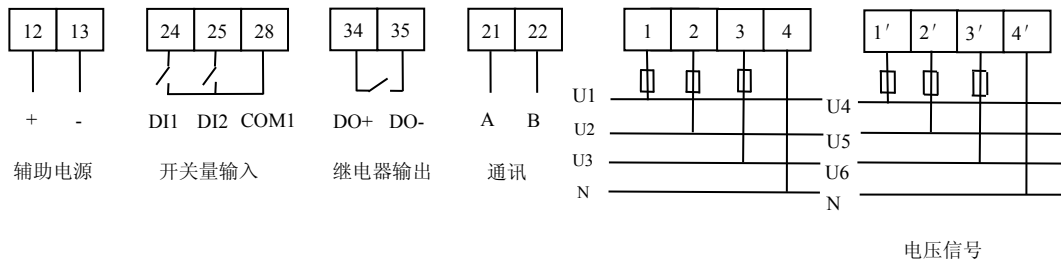 12 13
24 25 28
34 35
21 22
1 2 3 4
1′ 2′ 3′ 4′
U1
U2
U3
N
U4
U5
U6
N
+ -
DI1 DI2 COM1
DO+ DO-
A B
辅助电源
开关量输入
继电器输出
通讯
电压信号